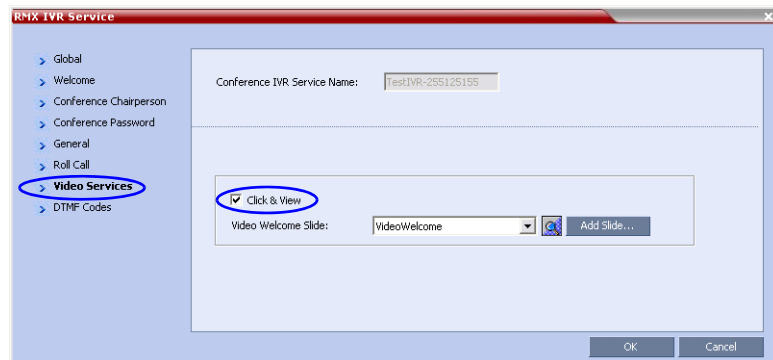 RMX IVR Service
Global
Welcome
Conference Chairperson
Conference Password
General
Roll Call
Video Services
DTMF Codes
Conference IVR Service Name: TestIVR-255125155
Click & View
Video Welcome Slide: VideoWelcome Add Slide...
OK Cancel